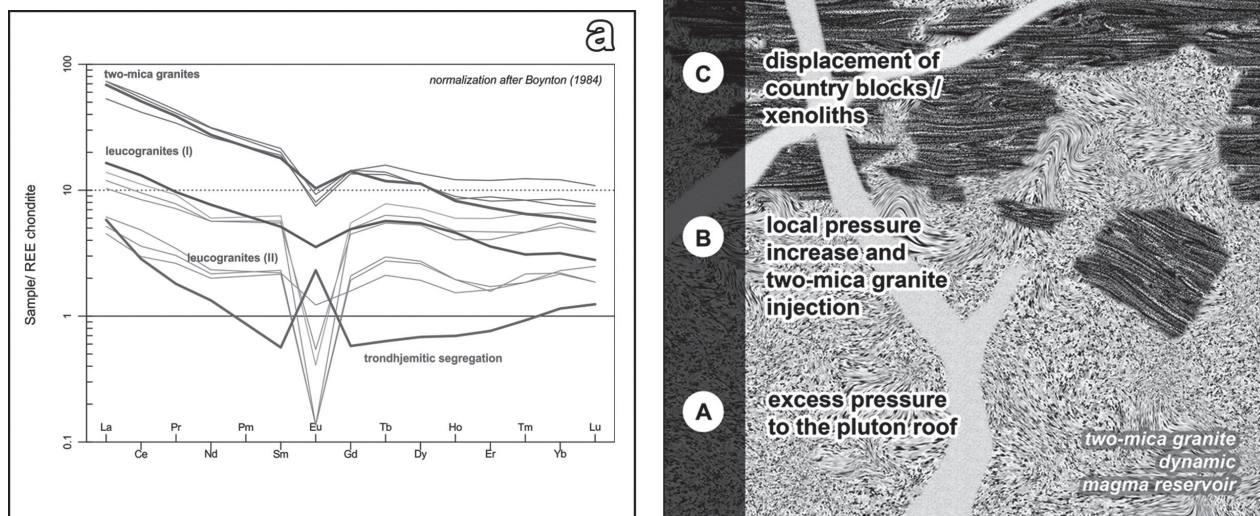 a
100
two-mica granites
normalization after Boynton (1984)
leucogranites (I)
10
leucogranites (II)
Sample/ REE chondrite
1
trondhjemitic segregation
La
Pr
Pm
Eu
Tb
Ho
Tm
Lu
0.1
Ce
Nd
Sm
Gd
Dy
Er
Yb
C
displacement of
country blocks /
xenoliths
B
local pressure
increase and
two-mica granite
injection
A
excess pressure
to the pluton roof
two-mica granite
dynamic
magma reservoir